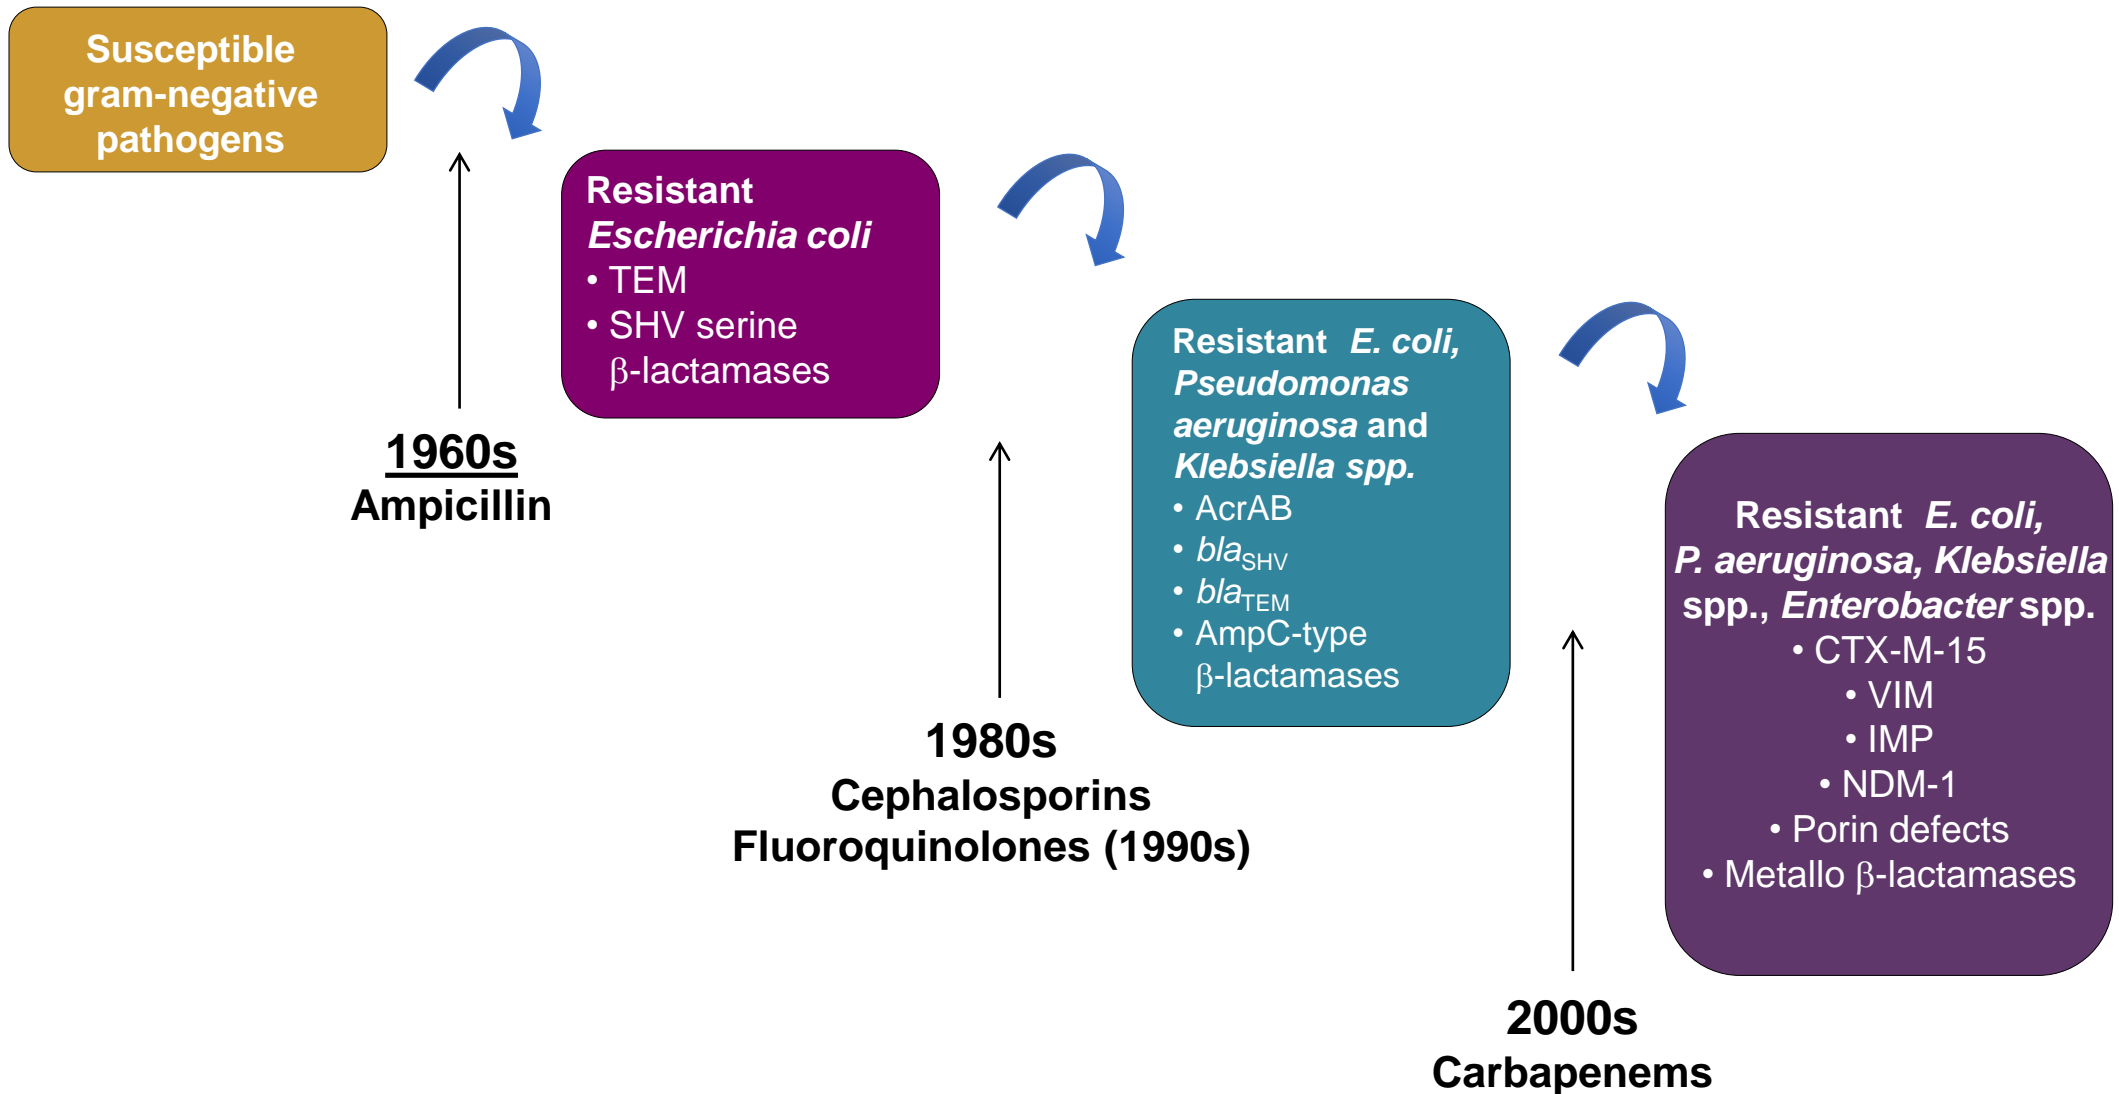 Susceptible
gram-negative
pathogens
Resistant
Escherichia coli
• TEM
• SHV serine
β-lactamases
1960s
Ampicillin
Resistant E. coli,
Pseudomonas
aeruginosa and
Klebsiella spp.
• AcrAB
• blaSHV
• blaTEM
• AmpC-type
β-lactamases
1980s
Cephalosporins
Fluoroquinolones (1990s)
Resistant E. coli,
P. aeruginosa, Klebsiella
spp., Enterobacter spp.
• CTX-M-15
• VIM
• IMP
• NDM-1
• Porin defects
• Metallo β-lactamases
2000s
Carbapenems